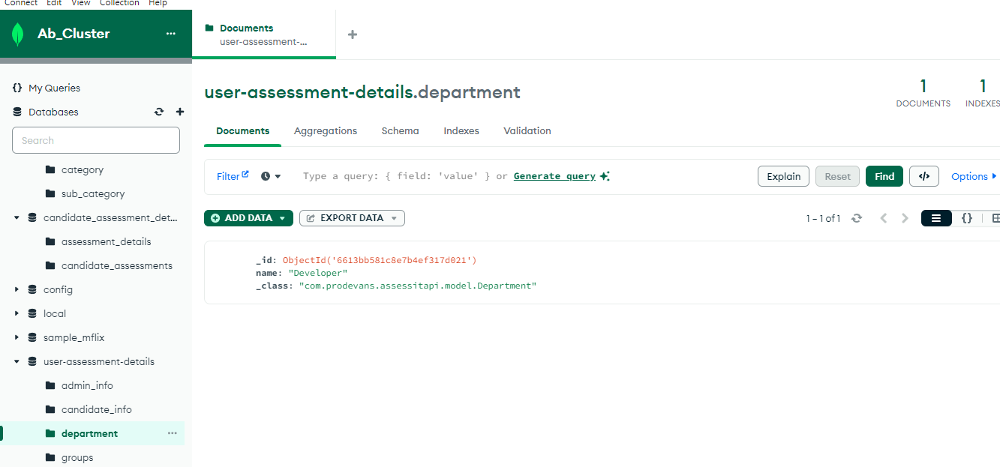 Connect Edit View Collection Help
Ab_Cluster ...
Documents
user-assessment-...
My Queries
Databases
Search
category
sub_category
candidate_assessment_det...
assessment_details
candidate_assessments
config
local
sample_mflix
user-assessment-details
admin_info
candidate_info
department ...
groups
user-assessment-details.department
1
DOCUMENTS
1
INDEXES
Documents Aggregations Schema Indexes Validation
Filter Type a query: { field: 'value' } or Generate query Explain Reset Find </> Options
ADD DATA EXPORT DATA 1 – 1 of 1 {}
_id: ObjectId('6613bb581c8e7b4ef317d021')
name: "Developer"
_class: "com.prodevans.assessitapi.model.Department"